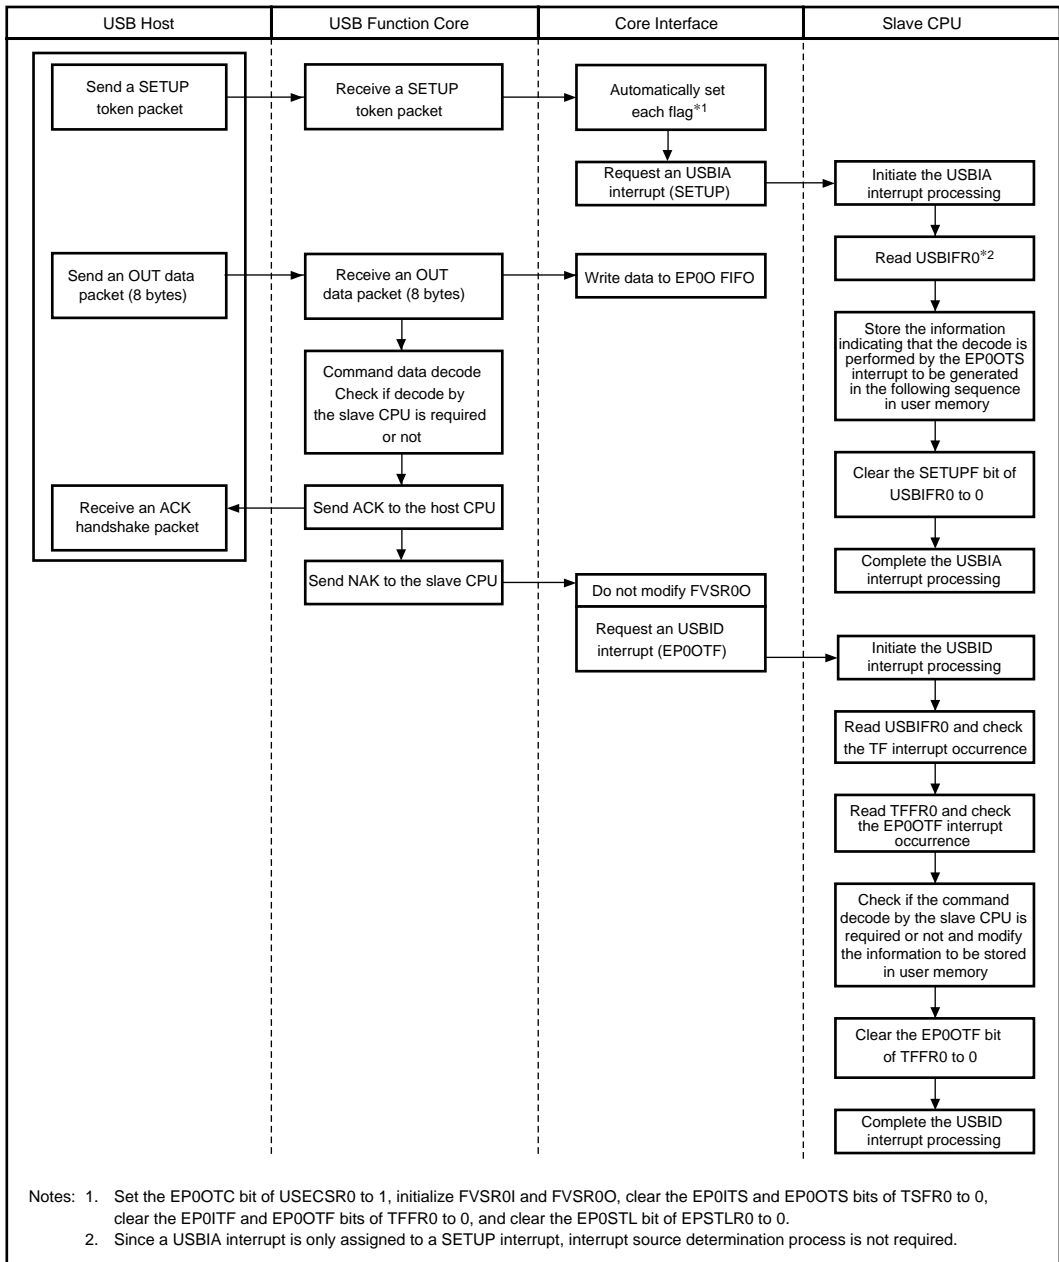 USB Host
USB Function Core
Core Interface
Slave CPU
Send a SETUP
token packet
Receive a SETUP
token packet
Automatically set
each flag*1
Request an USBIA
interrupt (SETUP)
Initiate the USBIA
interrupt processing
Read USBIFR0*2
Send an OUT data
packet (8 bytes)
Receive an OUT
data packet (8 bytes)
Write data to EP0O FIFO
Store the information
indicating that the decode is
performed by the EP0OTS
interrupt to be generated
in the following sequence
in user memory
Command data decode
Check if decode by
the slave CPU is required
or not
Clear the SETUPF bit of
USBIFR0 to 0
Receive an ACK
handshake packet
Send ACK to the host CPU
Complete the USBIA
interrupt processing
Send NAK to the slave CPU
Do not modify FVSR0O
Request an USBID
interrupt (EP0OTF)
Initiate the USBID
interrupt processing
Read USBIFR0 and check
the TF interrupt occurrence
Read TFFR0 and check
the EP0OTF interrupt
occurrence
Check if the command
decode by the slave CPU is
required or not and modify
the information to be stored
in user memory
Clear the EP0OTF bit
of TFFR0 to 0
Complete the USBID
interrupt processing
Notes: 1. Set the EP0OTC bit of USECSR0 to 1, initialize FVSR0I and FVSR0O, clear the EP0ITS and EP0OTS bits of TSFR0 to 0,
clear the EP0ITF and EP0OTF bits of TFFR0 to 0, and clear the EP0STL bit of EPSTLR0 to 0.
2. Since a USBIA interrupt is only assigned to a SETUP interrupt, interrupt source determination process is not required.